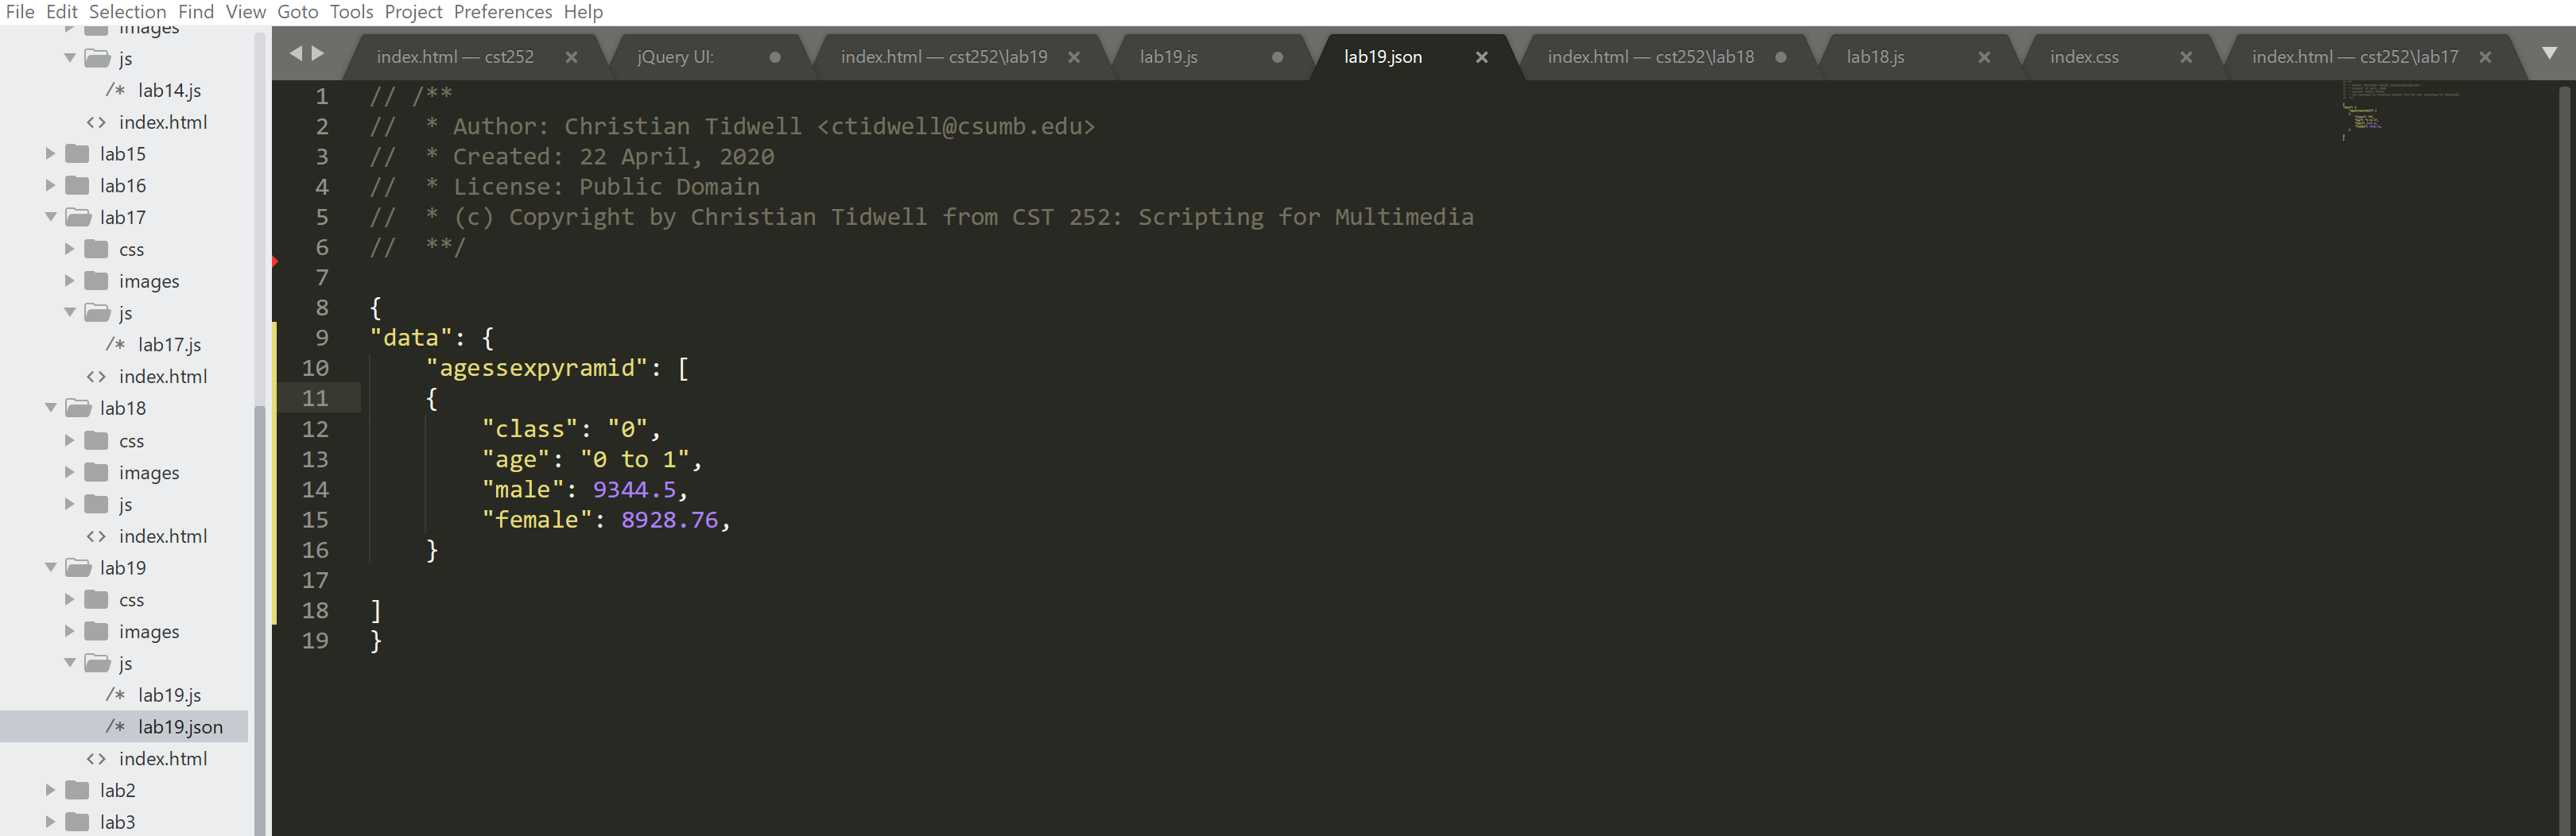 File Edit Selection Find View Goto Tools Project Preferences Help
images
js
/* lab14.js
<> index.html
lab15
lab16
lab17
css
images
js
/* lab17.js
<> index.html
lab18
css
images
js
<> index.html
lab19
css
images
js
/* lab19.js
/* lab19.json
<> index.html
lab2
lab3
index.html — cst252 jQuery UI: index.html — cst252\lab19 lab19.js lab19.json index.html — cst252\lab18 lab18.js index.css index.html — cst252\lab17
1 // /**
2 //  * Author: Christian Tidwell <ctidwell@csumb.edu>
3 //  * Created: 22 April, 2020
4 //  * License: Public Domain
5 //  * (c) Copyright by Christian Tidwell from CST 252: Scripting for Multimedia
6 //  **/
7
8 {
9 "data": {
10     "agessexpyramid": [
11     {
12         "class": "0",
13         "age": "0 to 1",
14         "male": 9344.5,
15         "female": 8928.76,
16     }
17
18 ]
19 }